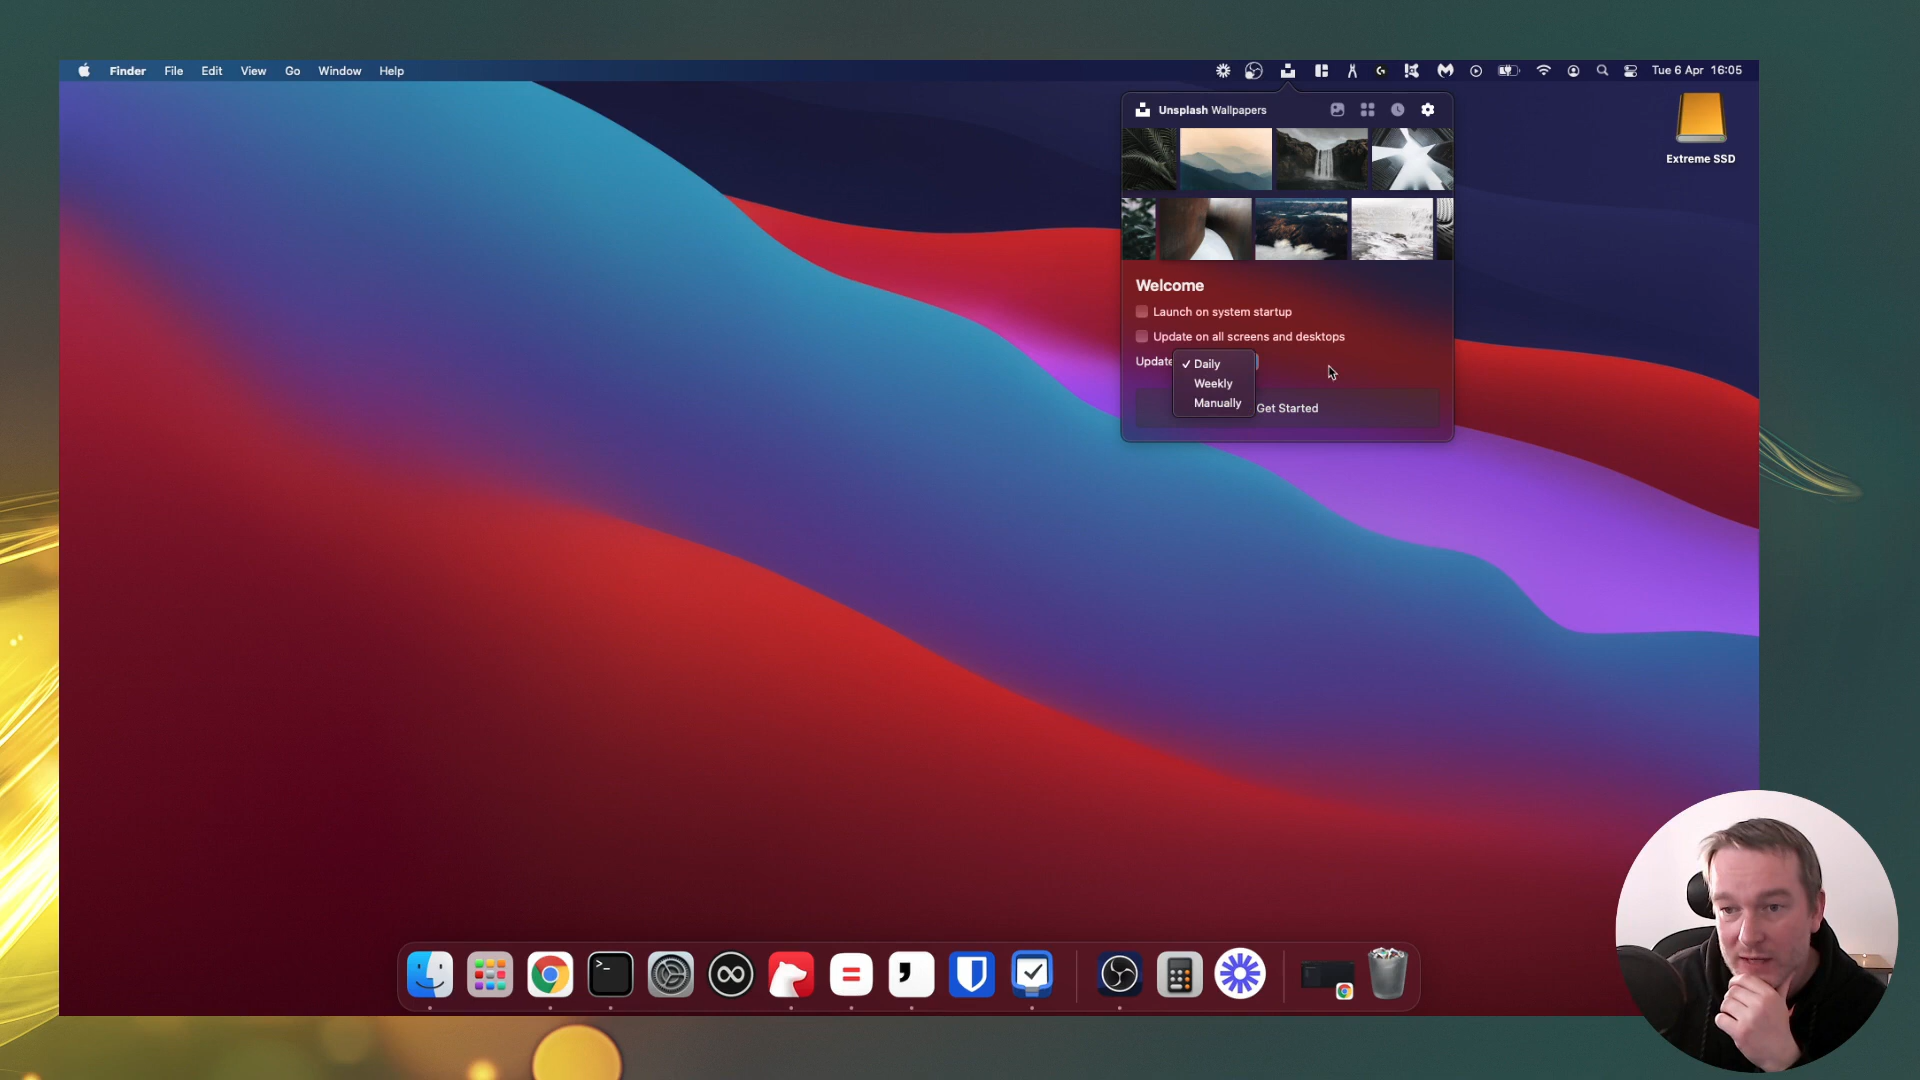 Finder File Edit View Go Window Help
Tue 6 Apr 16:05
Unsplash Wallpapers
Extreme SSD
Welcome
Launch on system startup
Update on all screens and desktops
Update
✓ Daily
Weekly
Manually
Get Started
>_